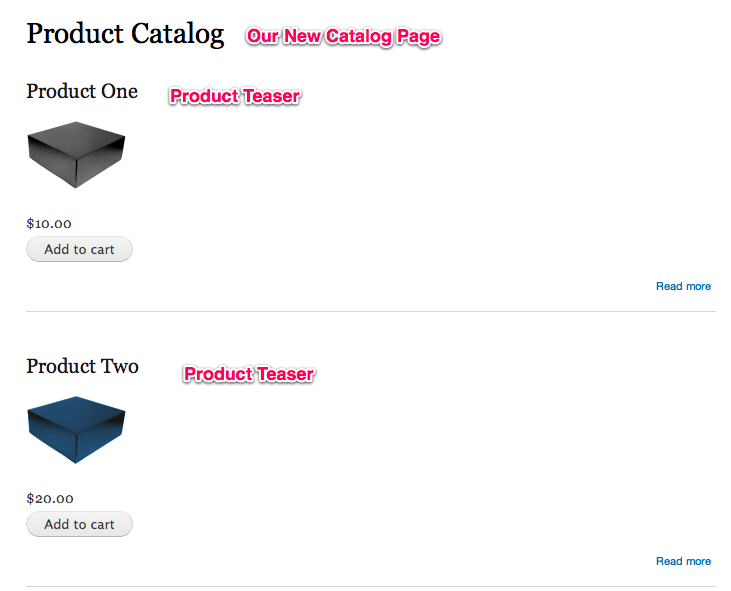 Product Catalog Our New Catalog Page
Product One Product Teaser
$10.00
Add to cart
Read more
Product Two Product Teaser
$20.00
Add to cart
Read more